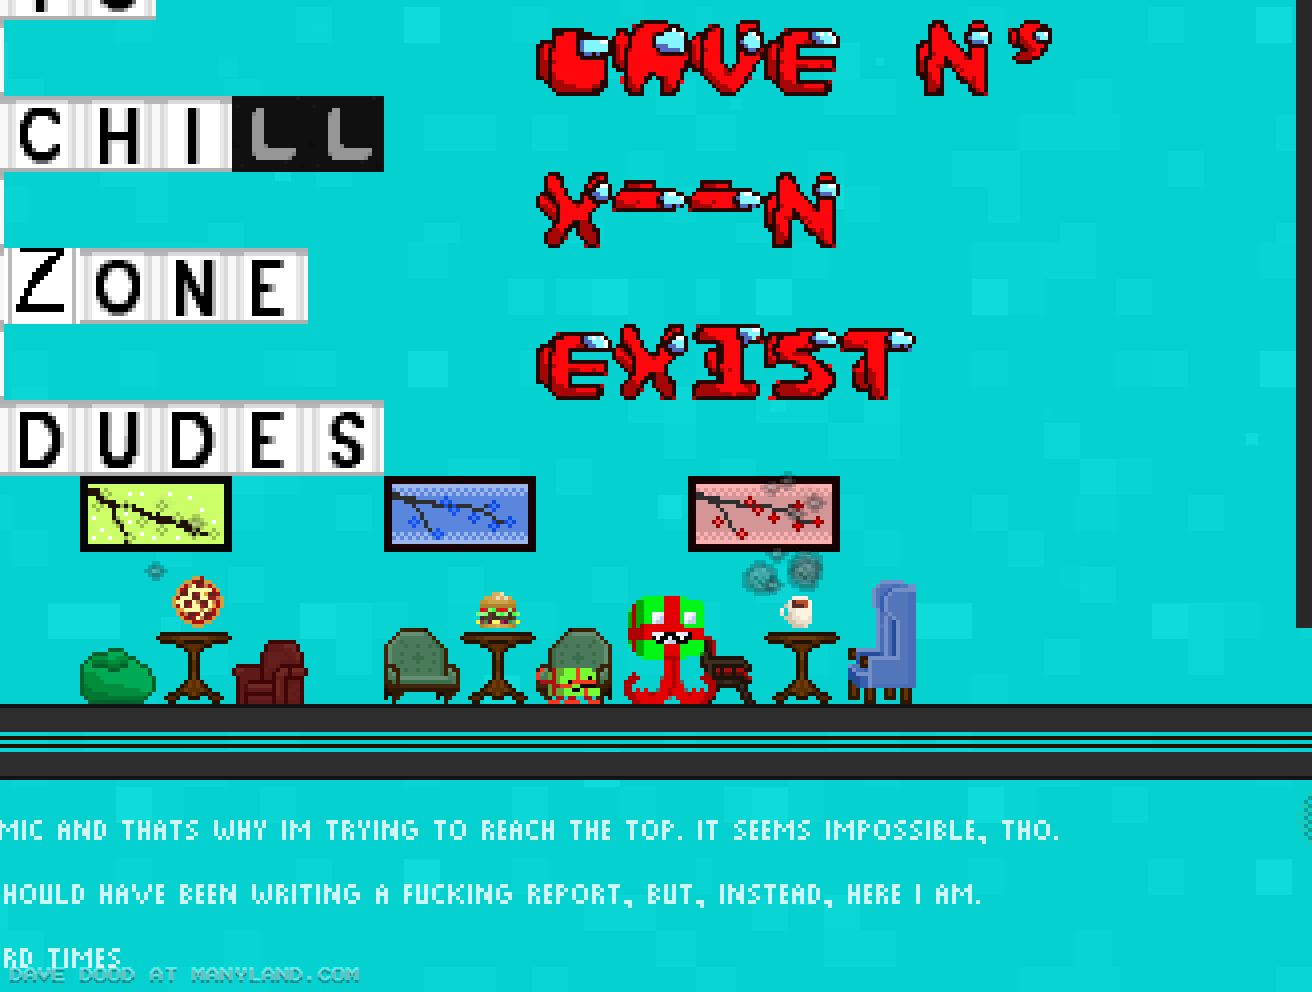 CHILL
ZONE
DUDES
DAVE N'
X--N
EXIST
MIC AND THATS WHY IM TRYING TO REACH THE TOP. IT SEEMS IMPOSSIBLE, THO.
HOULD HAVE BEEN WRITING A FUCKING REPORT, BUT, INSTEAD, HERE I AM.
RD TIMES
DAVE DOOD AT MANYLAND.COM